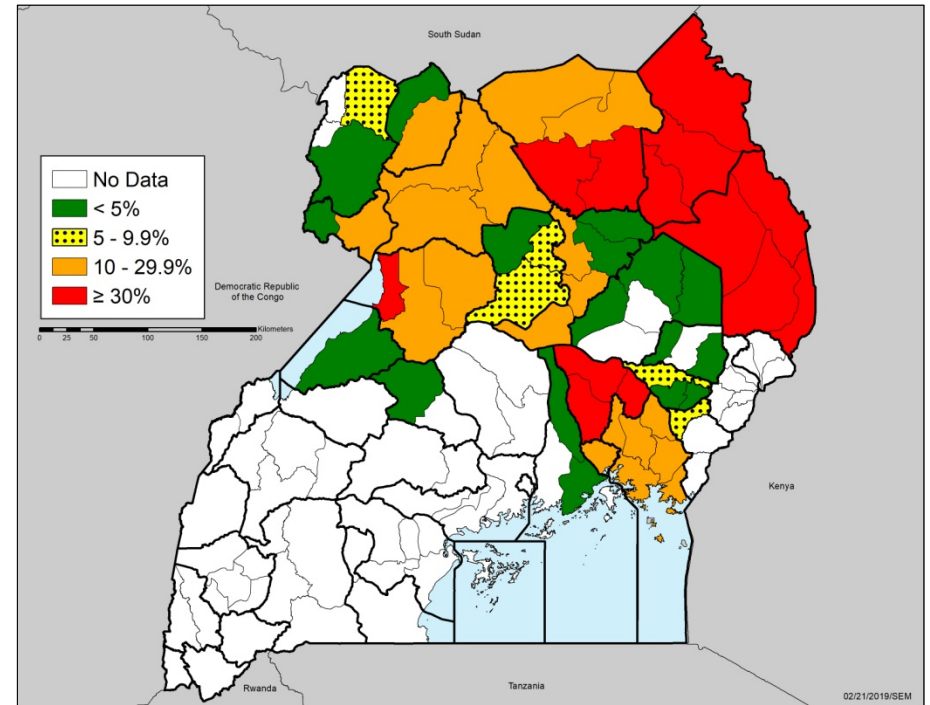 South Sudan
No Data
< 5%
5 - 9.9%
10 - 29.9%
≥ 30%
Democratic Republic
of the Congo
Kilometers
0 25 50 100 150 200
Kenya
Rwanda
Tanzania
02/21/2019/SEM